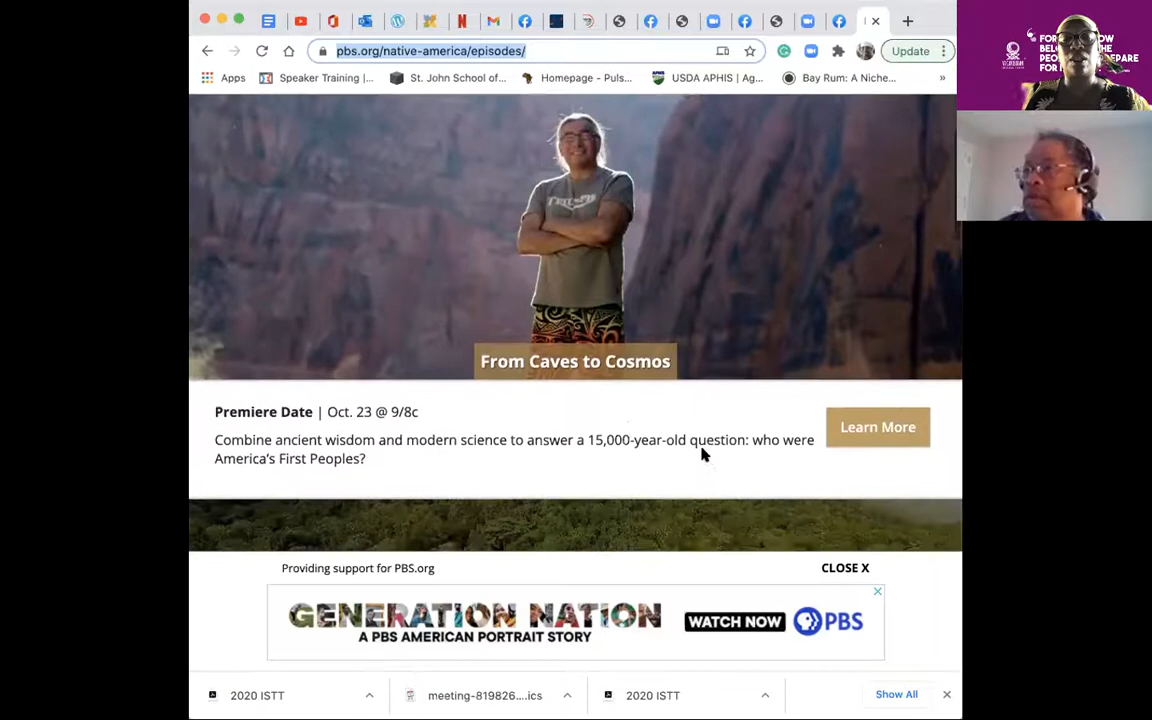 pbs.org/native-america/episodes/
Update
Apps
Speaker Training |...
St. John School of...
Homepage - Puls...
USDA APHIS | Ag...
Bay Rum: A Niche...
»
From Caves to Cosmos
Premiere Date | Oct. 23 @ 9/8c
Combine ancient wisdom and modern science to answer a 15,000-year-old question: who were
America's First Peoples?
Learn More
Providing support for PBS.org
CLOSE X
GENERATION NATION
A PBS AMERICAN PORTRAIT STORY
WATCH NOW
PBS
2020 ISTT
meeting-819826....ics
2020 ISTT
Show All